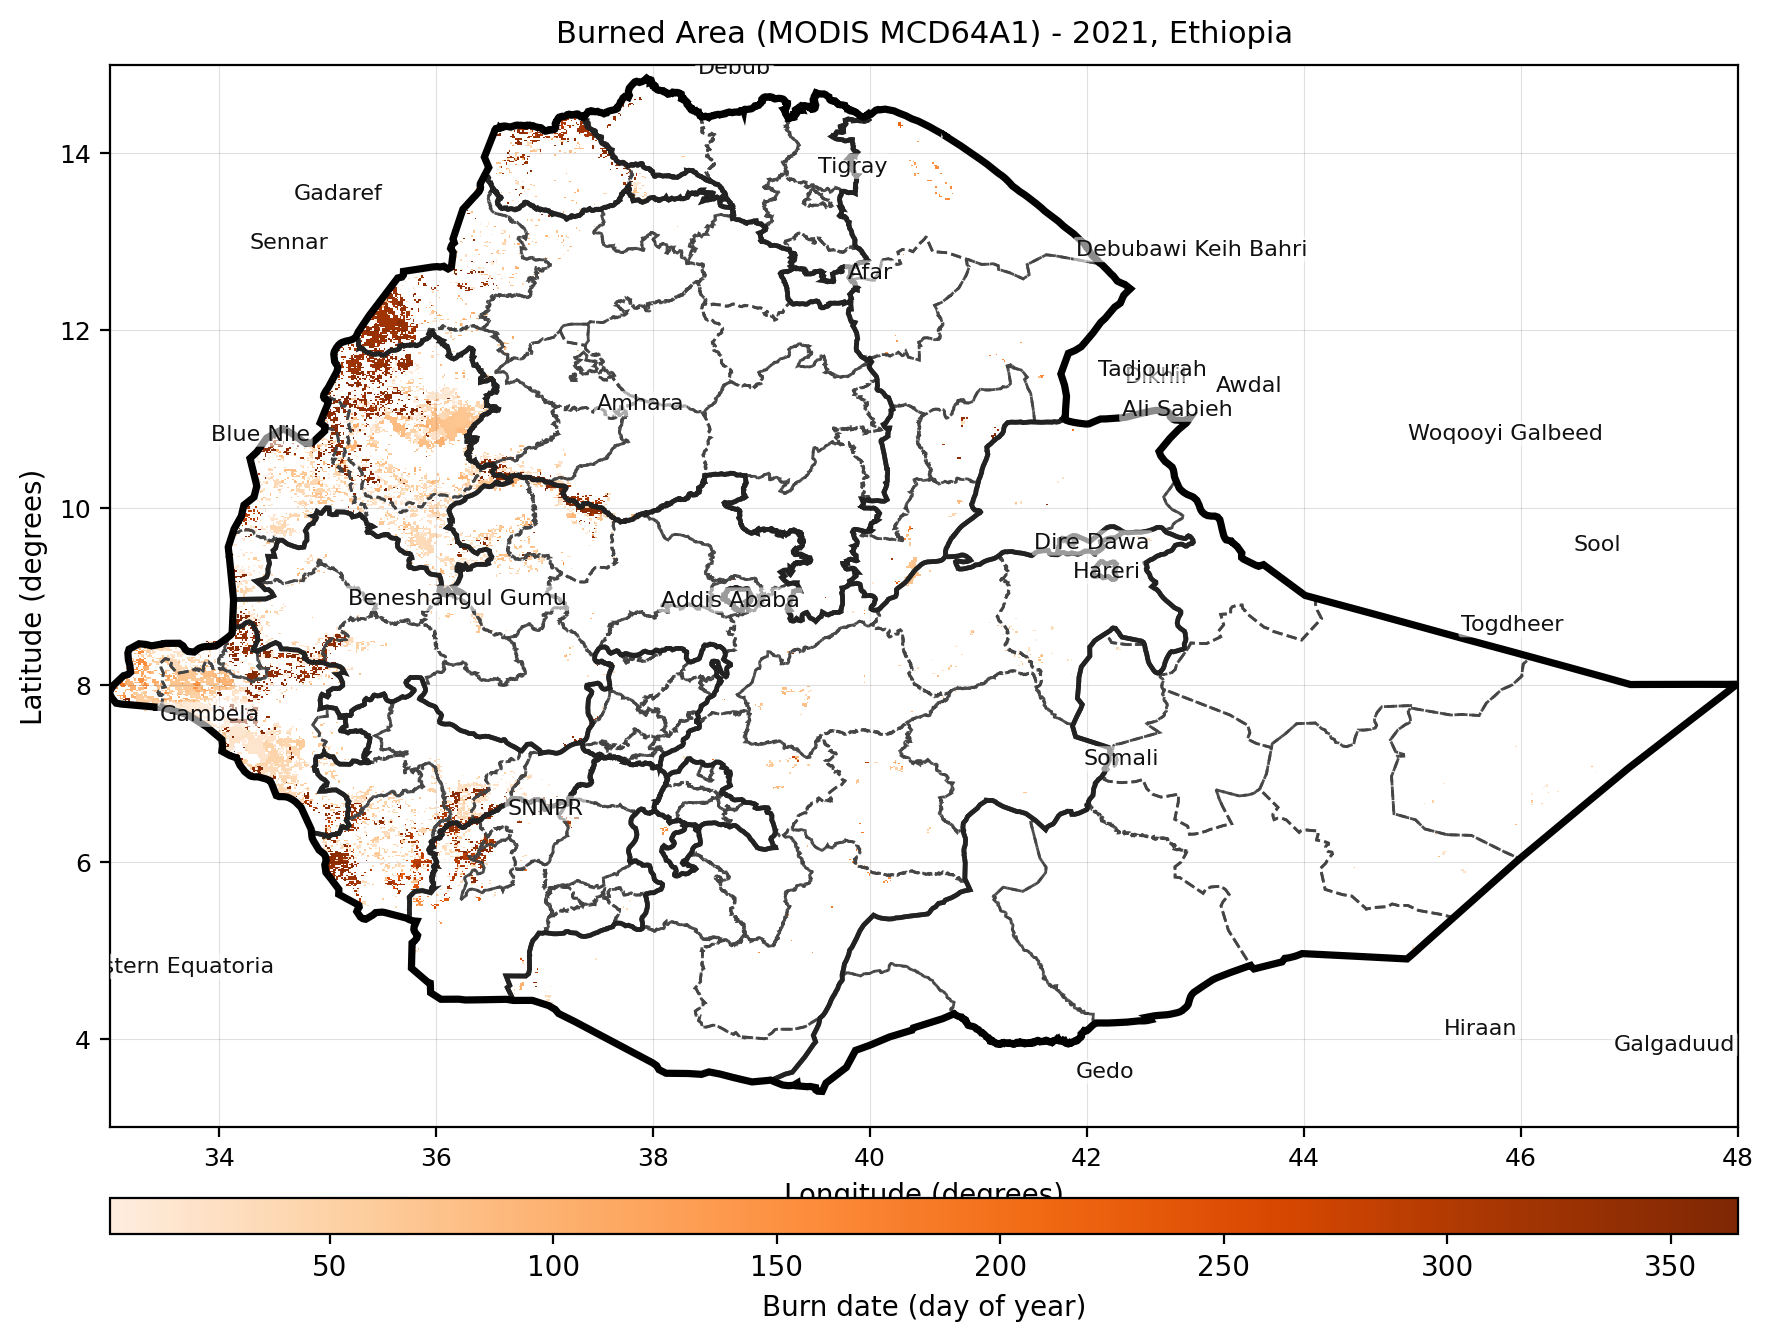 Burned Area (MODIS MCD64A1) - 2021, Ethiopia
Debub
14
Tigray
Gadaref
Sennar
Debubawi Keih Bahri
Afar
12
Tadjourah
Dikhil
Awdal
Amhara
Ali Sabieh
Blue Nile
Woqooyi Galbeed
10
Dire Dawa
Sool
Hareri
Beneshangul Gumu
Addis Ababa
Togdheer
8
Gambela
Somali
SNNPR
6
stern Equatoria
4
Hiraan
Galgaduud
Gedo
Latitude (degrees)
34 36 38 40 42 44 46 48
Longitude (degrees)
50 100 150 200 250 300 350
Burn date (day of year)